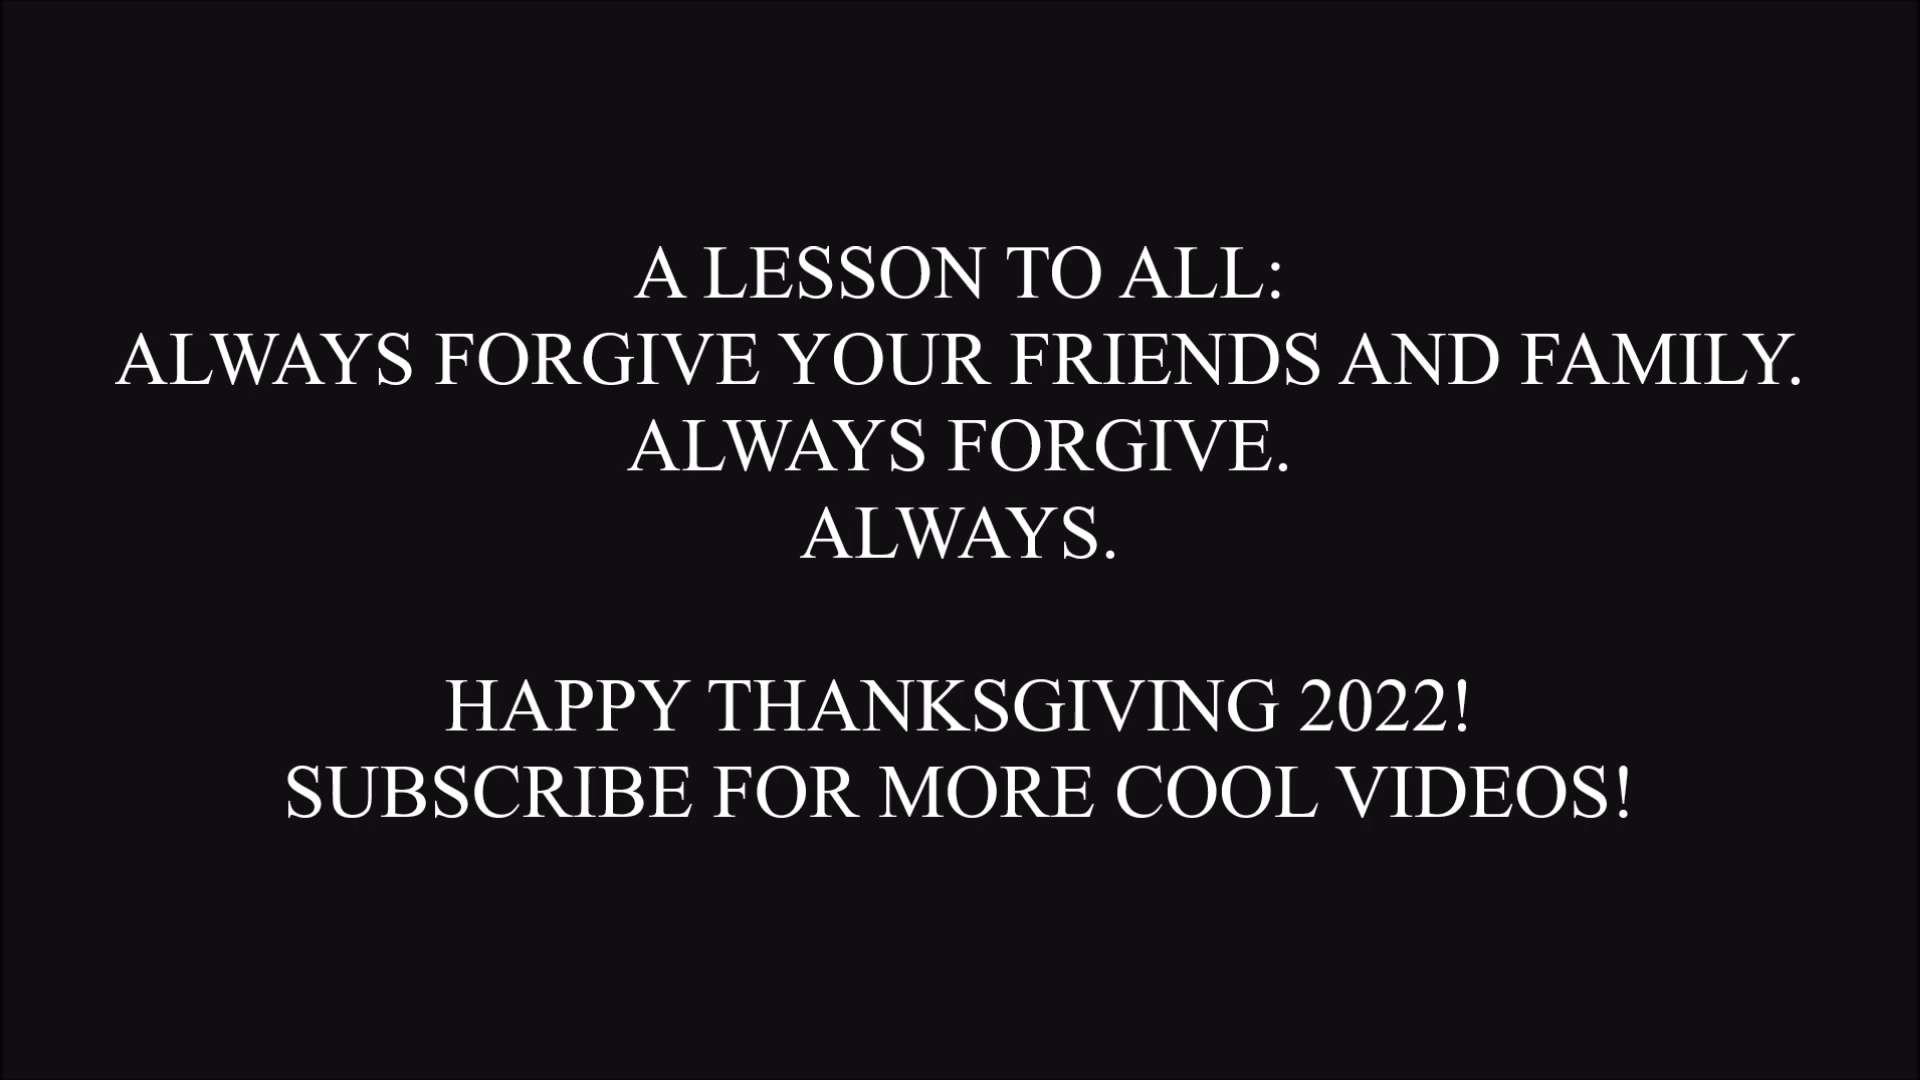 A LESSON TO ALL:
ALWAYS FORGIVE YOUR FRIENDS AND FAMILY.
ALWAYS FORGIVE.
ALWAYS.
HAPPY THANKSGIVING 2022!
SUBSCRIBE FOR MORE COOL VIDEOS!